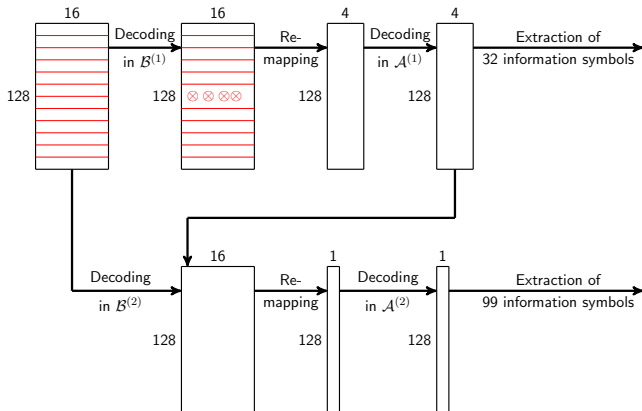 16 16 4 4
Decoding Re- Decoding Extraction of
in B^(1) mapping in A^(1) 32 information symbols
128 128 ⊗ ⊗ ⊗⊗ 128 128
16 1 1
Decoding Re- Decoding Extraction of
in B^(2) mapping in A^(2) 99 information symbols
128 128 128